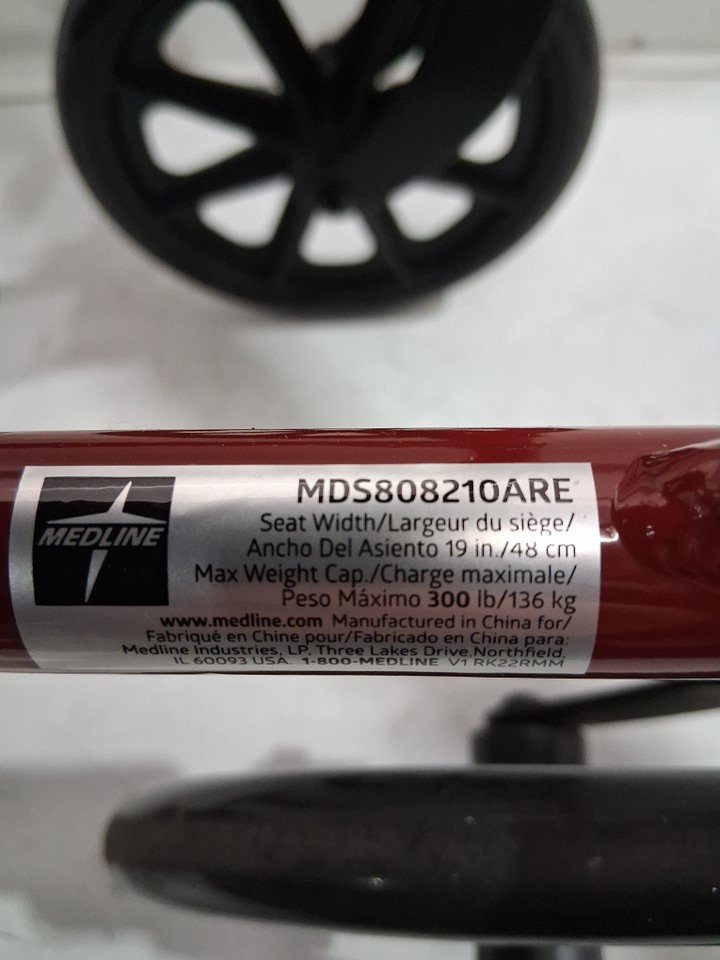 MEDLINE
MDS808210ARE
Seat Width/Largeur du siège/
Ancho Del Asiento 19 in./48 cm
Max Weight Cap./Charge maximale/
Peso Máximo 300 lb/136 kg
www.medline.com Manufactured in China for/
Fabriqué en Chine pour/Fabricado en China para:
Medline Industries, LP, Three Lakes Drive,Northfield,
IL 60093 USA. 1-800-MEDLINE V1 RK22RMM